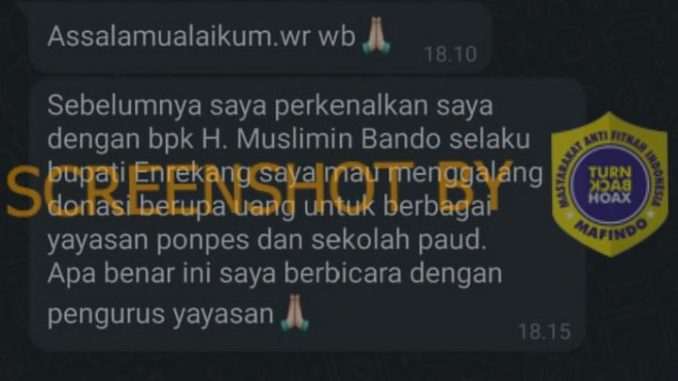 Assalamualaikum.wr wb🙏🏻
18.10
Sebelumnya saya perkenalkan saya
dengan bpk H. Muslimin Bando selaku
bupati Enrekang saya mau menggalang
donasi berupa uang untuk berbagai
yayasan ponpes dan sekolah paud.
Apa benar ini saya berbicara dengan
pengurus yayasan🙏🏻
18.15
SCREENSHOT BY
MASYARAKAT ANTI FITNAH INDONESIA
TURN
BACK
HOAX
MAFINDO